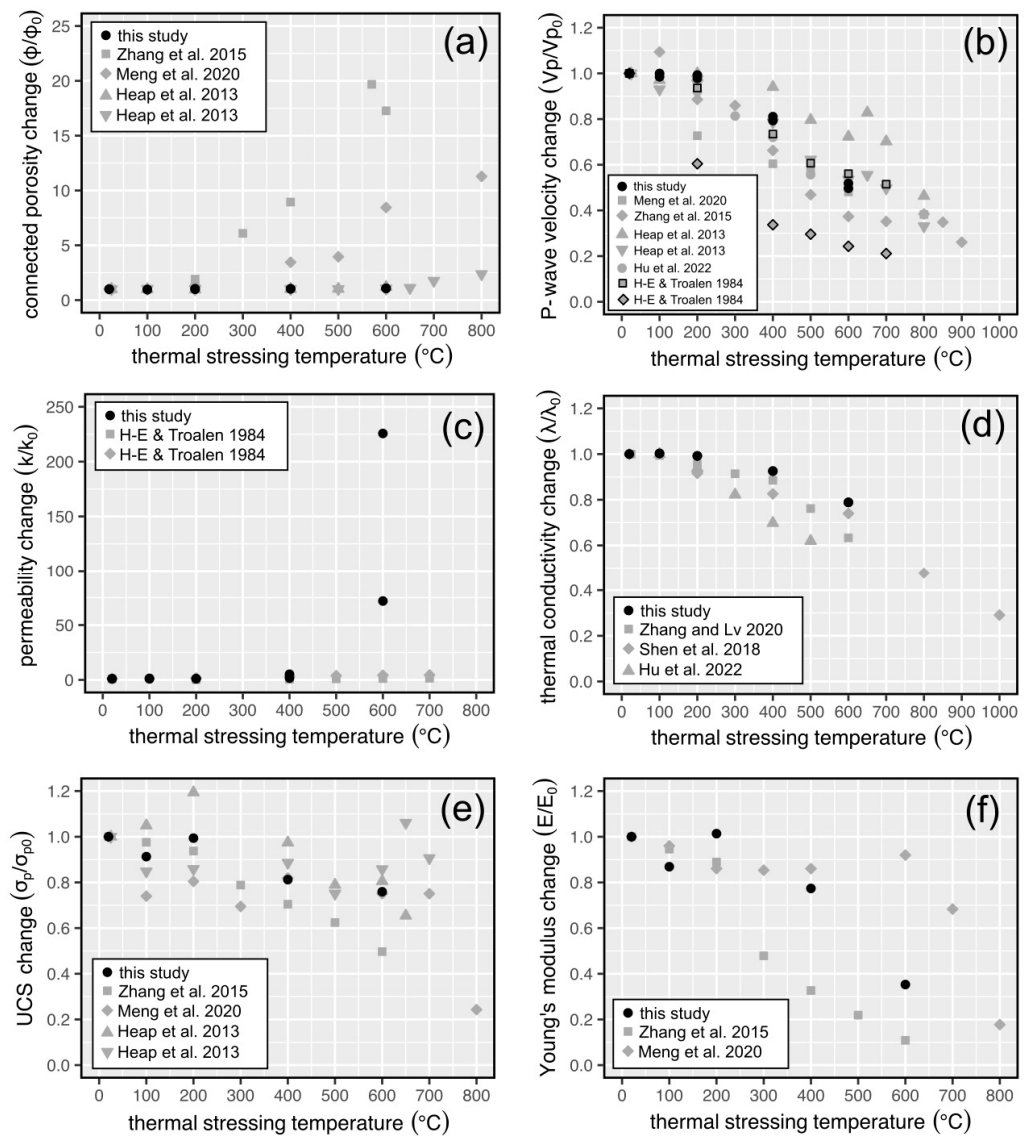 (a)
connected porosity change (ϕ/ϕ0)
25
20
15
10
5
0
this study
Zhang et al. 2015
Meng et al. 2020
Heap et al. 2013
Heap et al. 2013
0 100 200 300 400 500 600 700 800
thermal stressing temperature (°C)
(b)
P-wave velocity change (Vp/Vp0)
1.2
1.0
0.8
0.6
0.4
0.2
0.0
this study
Meng et al. 2020
Zhang et al. 2015
Heap et al. 2013
Heap et al. 2013
Hu et al. 2022
H-E & Troalen 1984
H-E & Troalen 1984
0 100 200 300 400 500 600 700 800 900 1000
thermal stressing temperature (°C)
(c)
permeability change (k/k0)
250
200
150
100
50
0
this study
H-E & Troalen 1984
H-E & Troalen 1984
0 100 200 300 400 500 600 700 800
thermal stressing temperature (°C)
(d)
thermal conductivity change (λ/λ0)
1.2
1.0
0.8
0.6
0.4
0.2
0.0
this study
Zhang and Lv 2020
Shen et al. 2018
Hu et al. 2022
0 100 200 300 400 500 600 700 800 900 1000
thermal stressing temperature (°C)
(e)
UCS change (σp/σp0)
1.2
1.0
0.8
0.6
0.4
0.2
0.0
this study
Zhang et al. 2015
Meng et al. 2020
Heap et al. 2013
Heap et al. 2013
0 100 200 300 400 500 600 700 800
thermal stressing temperature (°C)
(f)
Young's modulus change (E/E0)
1.2
1.0
0.8
0.6
0.4
0.2
0.0
this study
Zhang et al. 2015
Meng et al. 2020
0 100 200 300 400 500 600 700 800
thermal stressing temperature (°C)